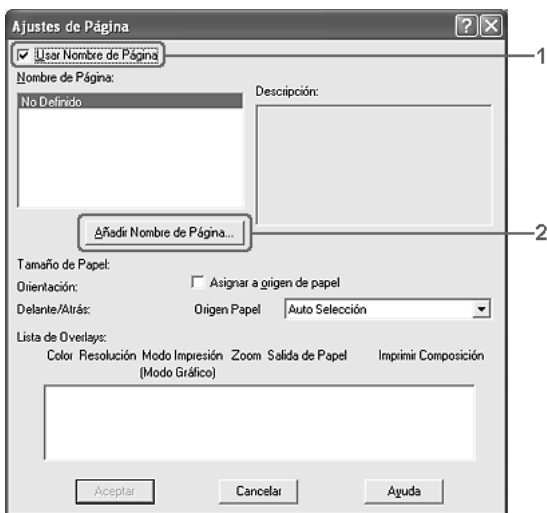 Ajustes de Página
Usar Nombre de Página
1
Nombre de Página:
Descripción:
No Definido
Añadir Nombre de Página...
2
Tamaño de Papel:
Orientación:
Asignar a origen de papel
Delante/Atrás:
Origen Papel
Auto Selección
Lista de Overlays:
Color Resolución Modo Impresión Zoom Salida de Papel Imprimir Composición
(Modo Gráfico)
Aceptar Cancelar Ayuda